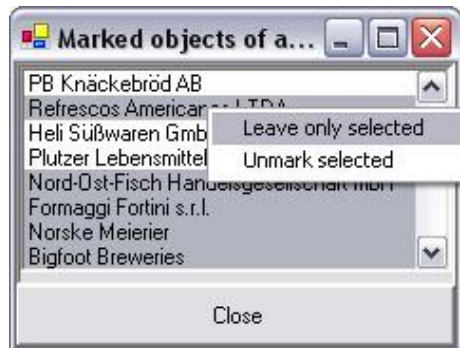 Marked objects of a...
PB Knäckebröd AB
Refrescos Americanas LTDA
Heli Süßwaren Gmb
Leave only selected
Plutzer Lebensmittel
Unmark selected
Nord-Ost-Fisch Handelsgesellschaft mbH
Formaggi Fortini s.r.l.
Norske Meierier
Bigfoot Breweries
Close